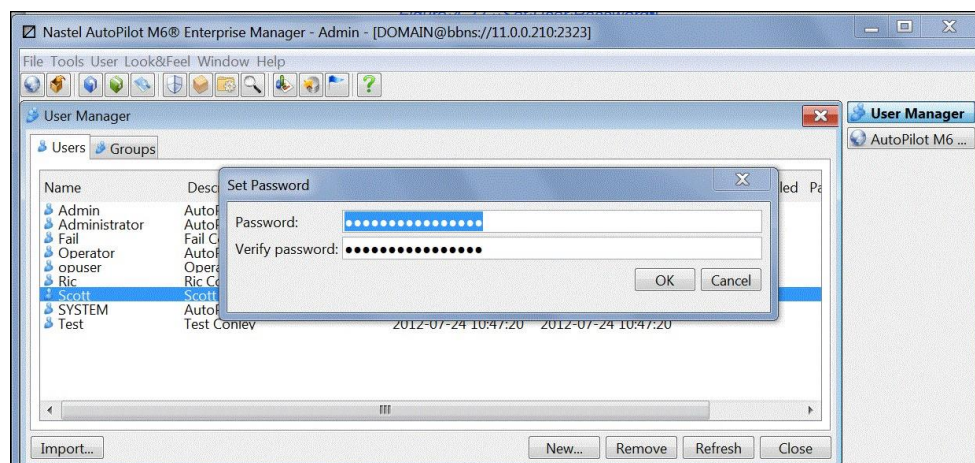 Nastel AutoPilot M6® Enterprise Manager - Admin - [DOMAIN@bbns://11.0.0.210:2323]
File Tools User Look&Feel Window Help
User Manager
User Manager
AutoPilot M6 ...
Users Groups
Name
Set Password
Password:
Verify password:
OK Cancel
Admin
Administrator
Fail
Operator
opuser
Ric
Scott Scott
SYSTEM
Test Test Conley 2012-07-24 10:47:20 2012-07-24 10:47:20
Import... New... Remove Refresh Close